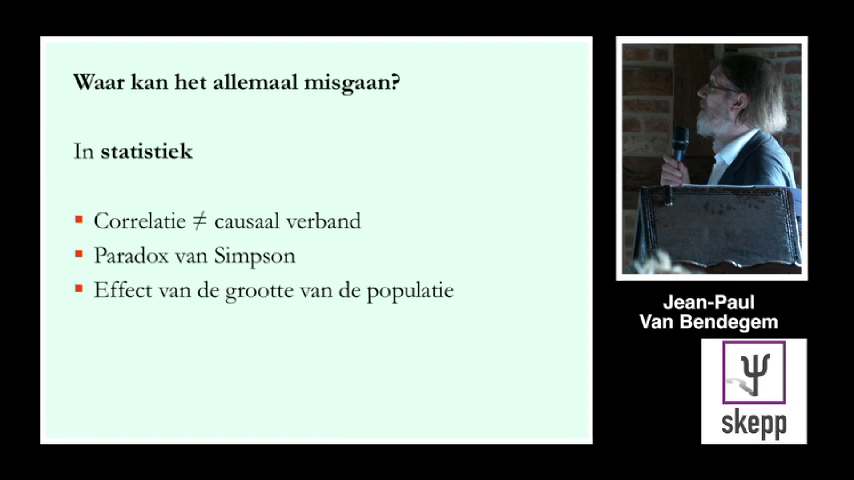 Waar kan het allemaal misgaan?
In statistiek
Correlatie ≠ causaal verband
Paradox van Simpson
Effect van de grootte van de populatie
Jean-Paul
Van Bendegem
skepp